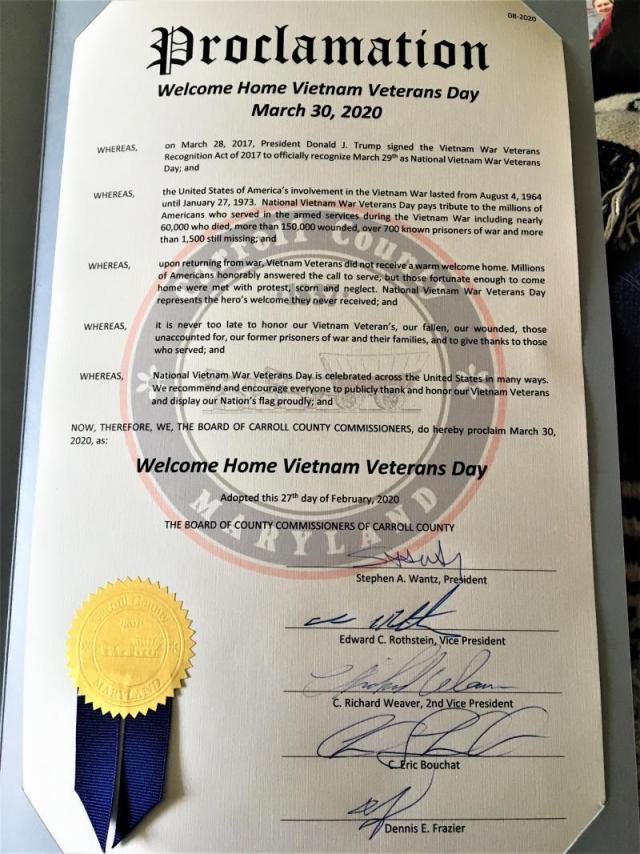 08-2020
Proclamation
Welcome Home Vietnam Veterans Day
March 30, 2020
WHEREAS, on March 28, 2017, President Donald J. Trump signed the Vietnam War Veterans
Recognition Act of 2017 to officially recognize March 29th as National Vietnam War Veterans
Day; and
WHEREAS, the United States of America's involvement in the Vietnam War lasted from August 4, 1964
until January 27, 1973. National Vietnam War Veterans Day pays tribute to the millions of
Americans who served in the armed services during the Vietnam War including nearly
60,000 who died, more than 150,000 wounded, over 700 known prisoners of war and more
than 1,500 still missing; and
WHEREAS, upon returning from war, Vietnam Veterans did not receive a warm welcome home. Millions
of Americans honorably answered the call to serve, but those fortunate enough to come
home were met with protest, scorn and neglect. National Vietnam War Veterans Day
represents the hero's welcome they never received; and
WHEREAS, it is never too late to honor our Vietnam Veteran's, our fallen, our wounded, those
unaccounted for, our former prisoners of war and their families, and to give thanks to those
who served; and
WHEREAS, National Vietnam War Veterans Day is celebrated across the United States in many ways.
We recommend and encourage everyone to publicly thank and honor our Vietnam Veterans
and display our Nation's flag proudly; and
NOW, THEREFORE, WE, THE BOARD OF CARROLL COUNTY COMMISSIONERS, do hereby proclaim March 30,
2020, as:
Welcome Home Vietnam Veterans Day
Adopted this 27th day of February, 2020
THE BOARD OF COUNTY COMMISSIONERS OF CARROLL COUNTY
Stephen A. Wantz, President
Edward C. Rothstein, Vice President
C. Richard Weaver, 2nd Vice President
C. Eric Bouchat
Dennis E. Frazier
Carroll County
1837
MARYLAND
Carroll County
1837
MARYLAND